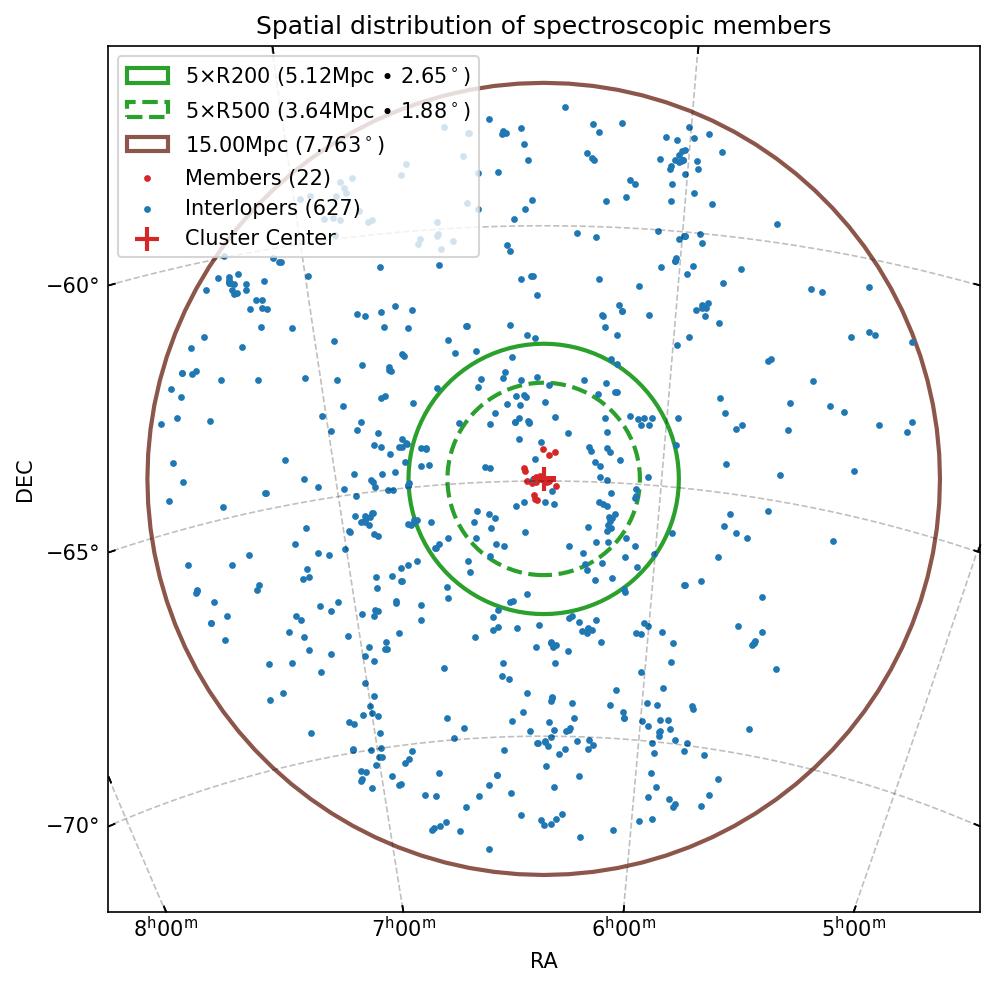 Spatial distribution of spectroscopic members
5×R200 (5.12Mpc • 2.65°)
5×R500 (3.64Mpc • 1.88°)
15.00Mpc (7.763°)
Members (22)
Interlopers (627)
Cluster Center
−60°
−65°
−70°
DEC
8ʰ00ᵐ 7ʰ00ᵐ 6ʰ00ᵐ 5ʰ00ᵐ
RA